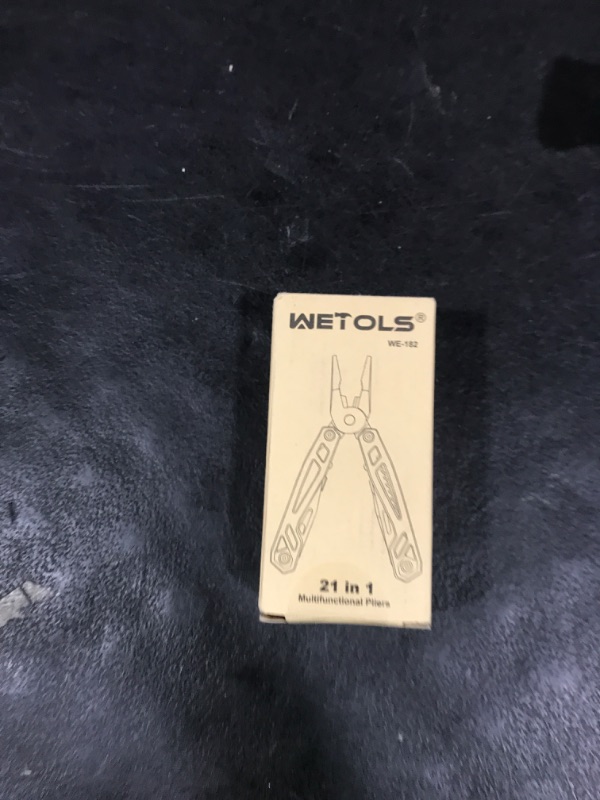 WETOLS®
WE-182
21 in 1
Multifunctional Pliers